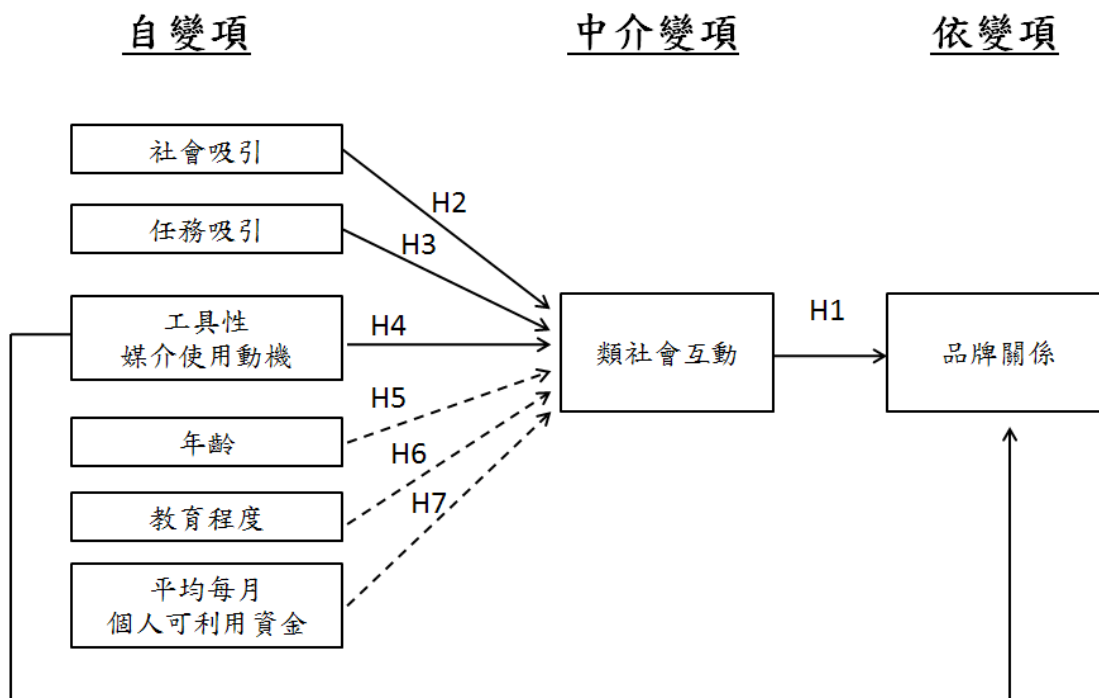 自變項
中介變項
依變項
社會吸引
H2
任務吸引
H3
工具性
媒介使用動機
H4
類社會互動
H1
品牌關係
年齡
H5
教育程度
H6
平均每月
個人可利用資金
H7